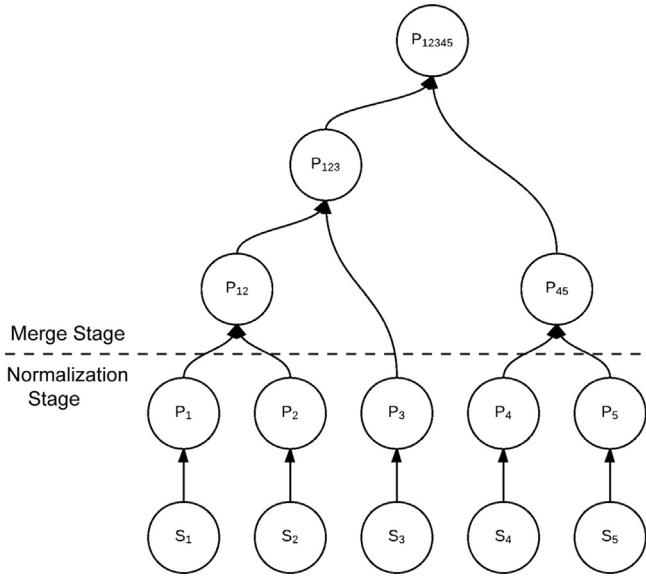 P₁₂₃₄₅
P₁₂₃
P₁₂
P₄₅
Merge Stage
Normalization
Stage
P₁ P₂ P₃ P₄ P₅
S₁ S₂ S₃ S₄ S₅